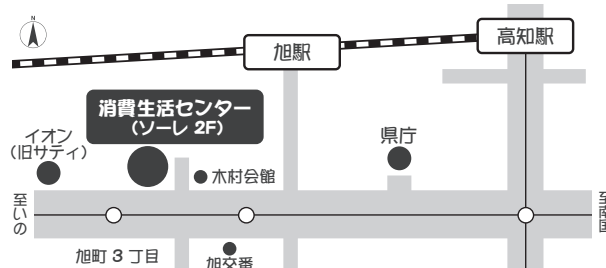 N
旭駅
高知駅
消費生活センター
(ソーレ 2F)
イオン
(旧サティ)
木村会館
県庁
至いの
至南国
旭町 3 丁目
旭交番